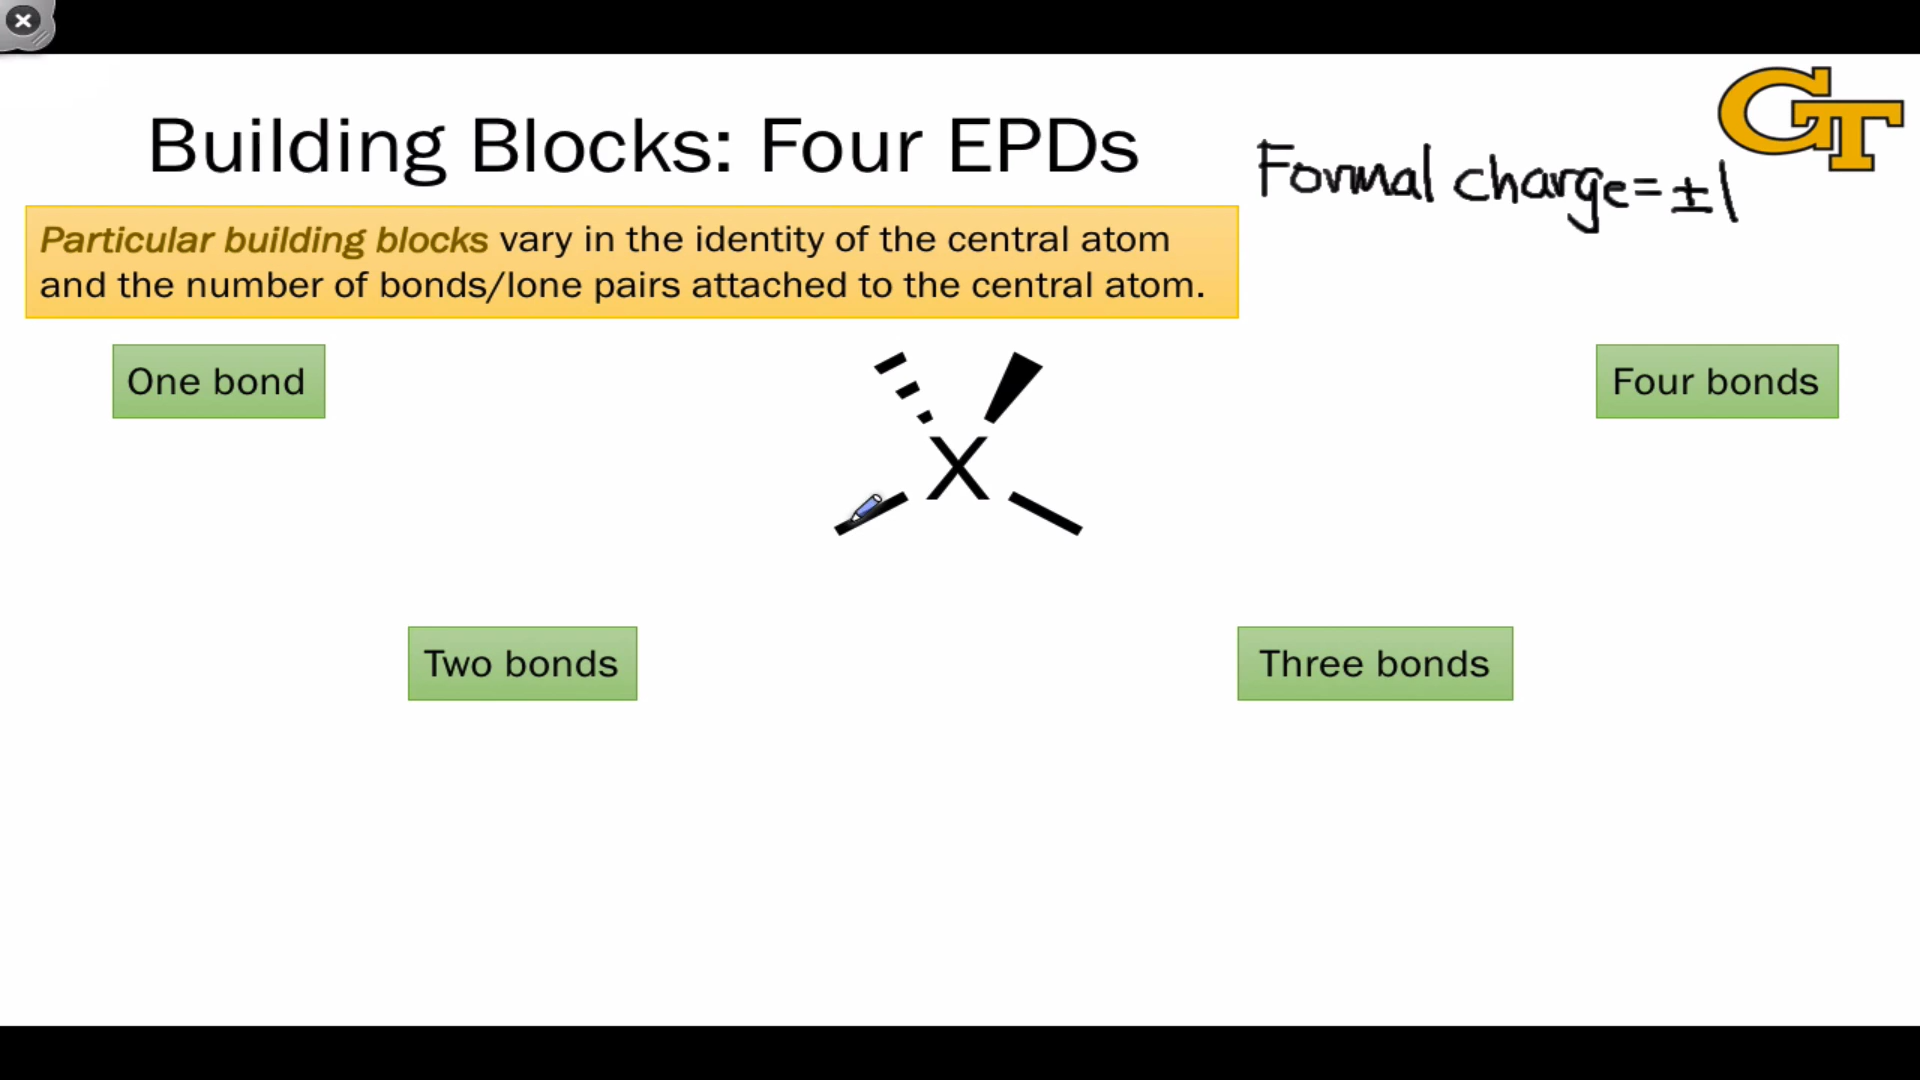 Building Blocks: Four EPDs
Formal charge=±1
GT
Particular building blocks vary in the identity of the central atom
and the number of bonds/lone pairs attached to the central atom.
One bond
Four bonds
X
Two bonds
Three bonds